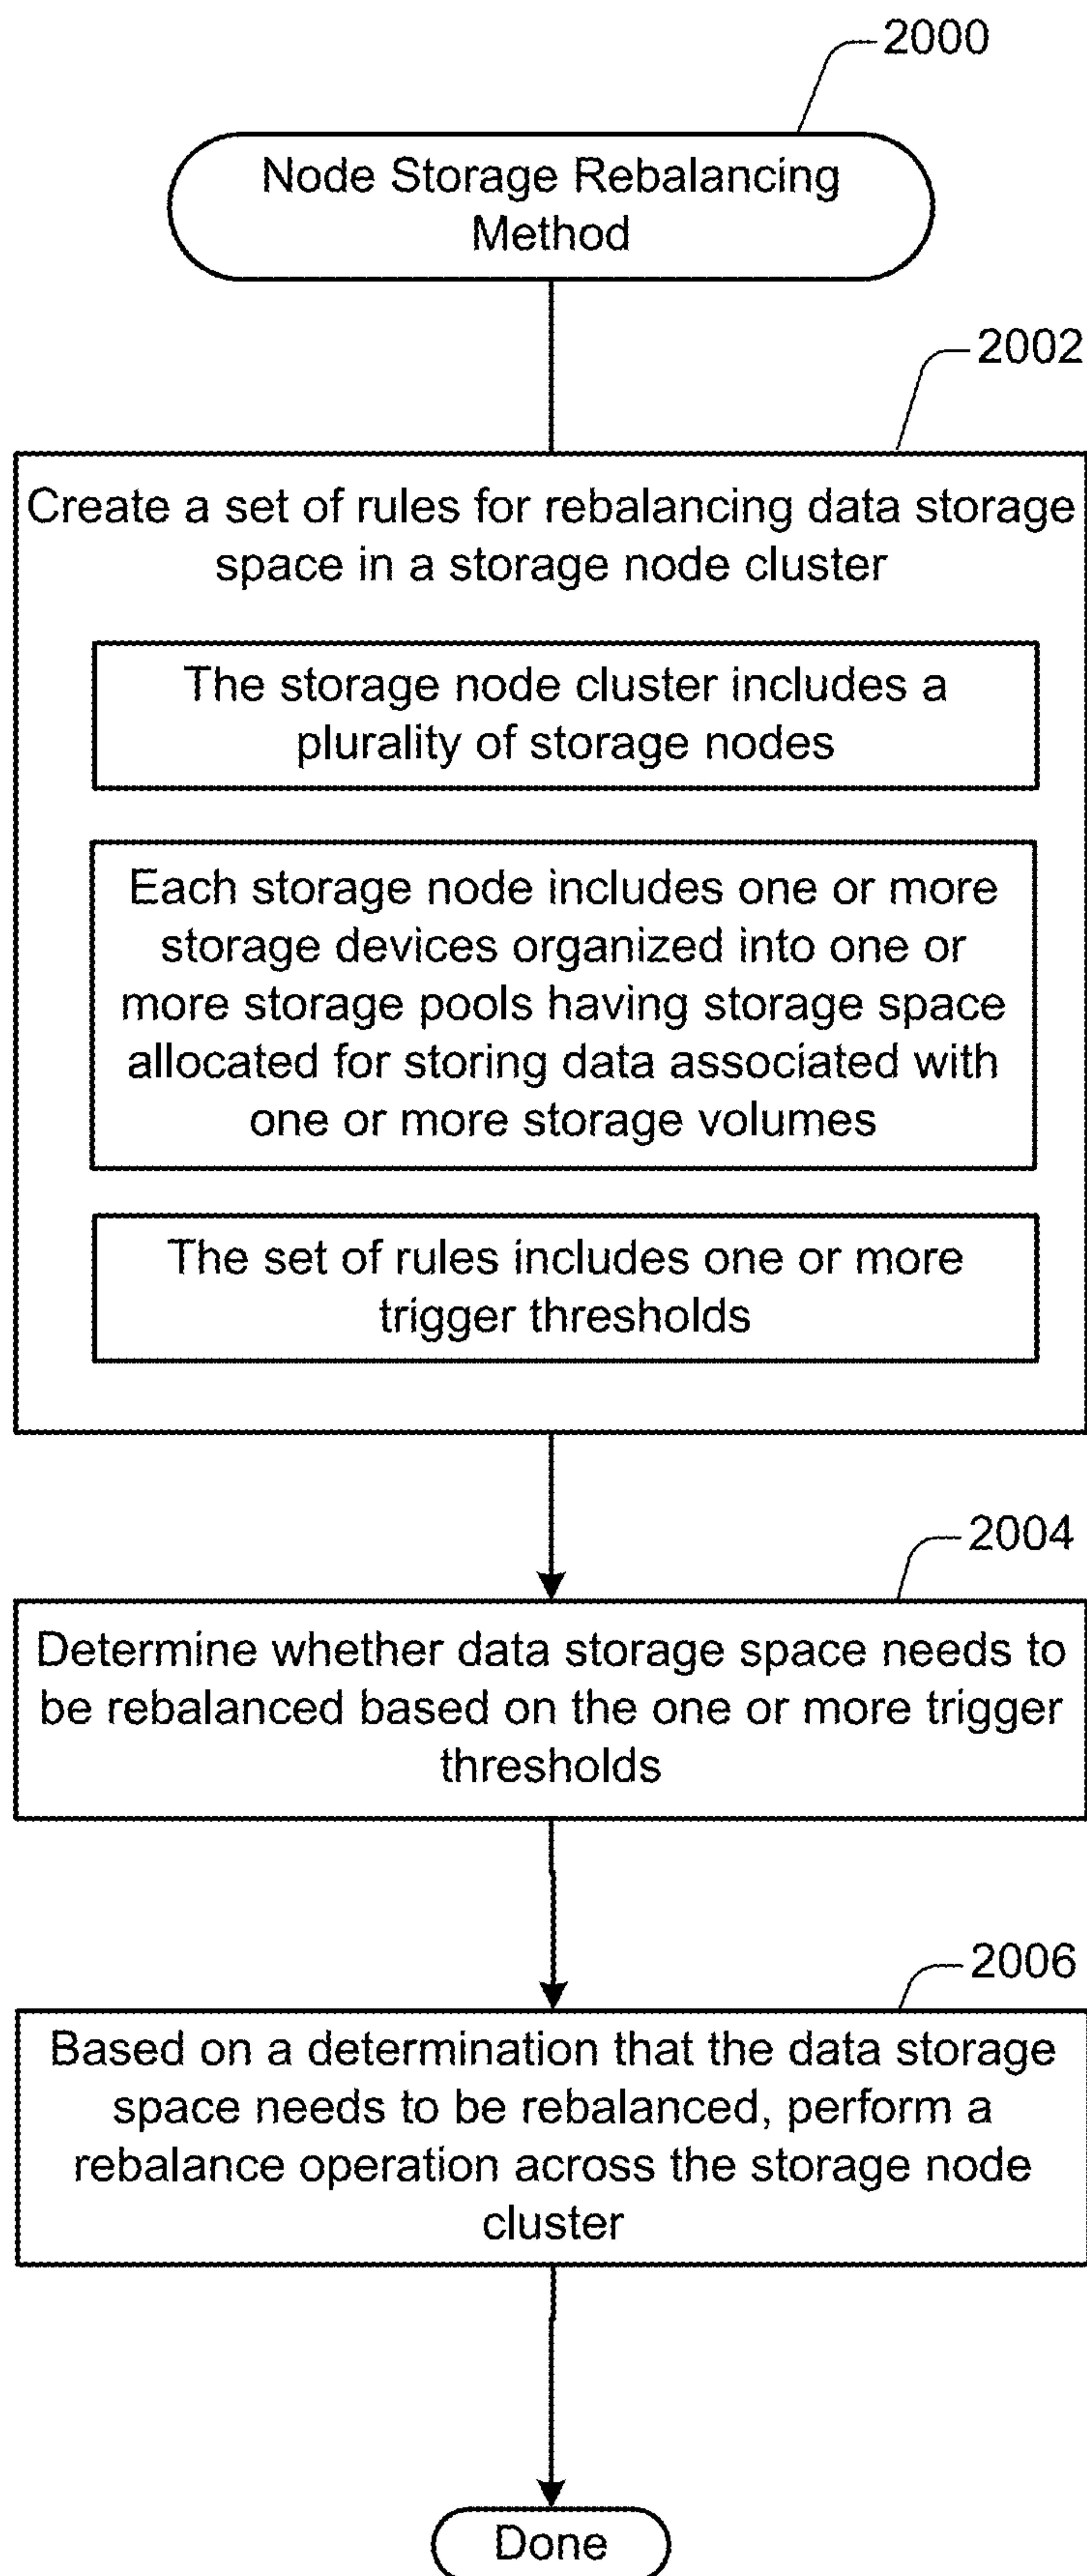 2000
Node Storage Rebalancing
Method
2002
Create a set of rules for rebalancing data storage
space in a storage node cluster
The storage node cluster includes a
plurality of storage nodes
Each storage node includes one or more
storage devices organized into one or
more storage pools having storage space
allocated for storing data associated with
one or more storage volumes
The set of rules includes one or more
trigger thresholds
2004
Determine whether data storage space needs to
be rebalanced based on the one or more trigger
thresholds
2006
Based on a determination that the data storage
space needs to be rebalanced, perform a
rebalance operation across the storage node
cluster
Done